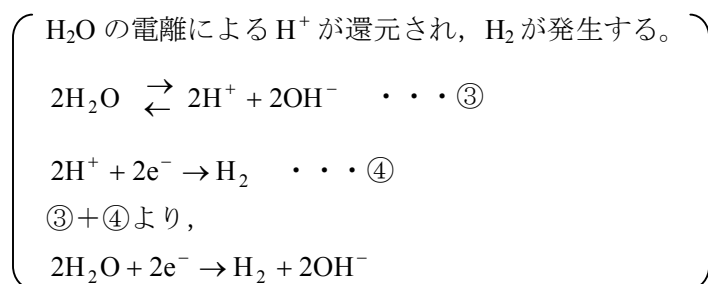 H₂O の電離による H⁺ が還元され，H₂ が発生する。
2H₂O ⇄ 2H⁺ + 2OH⁻ ・・・③
2H⁺ + 2e⁻ → H₂ ・・・④
③＋④より，
2H₂O + 2e⁻ → H₂ + 2OH⁻